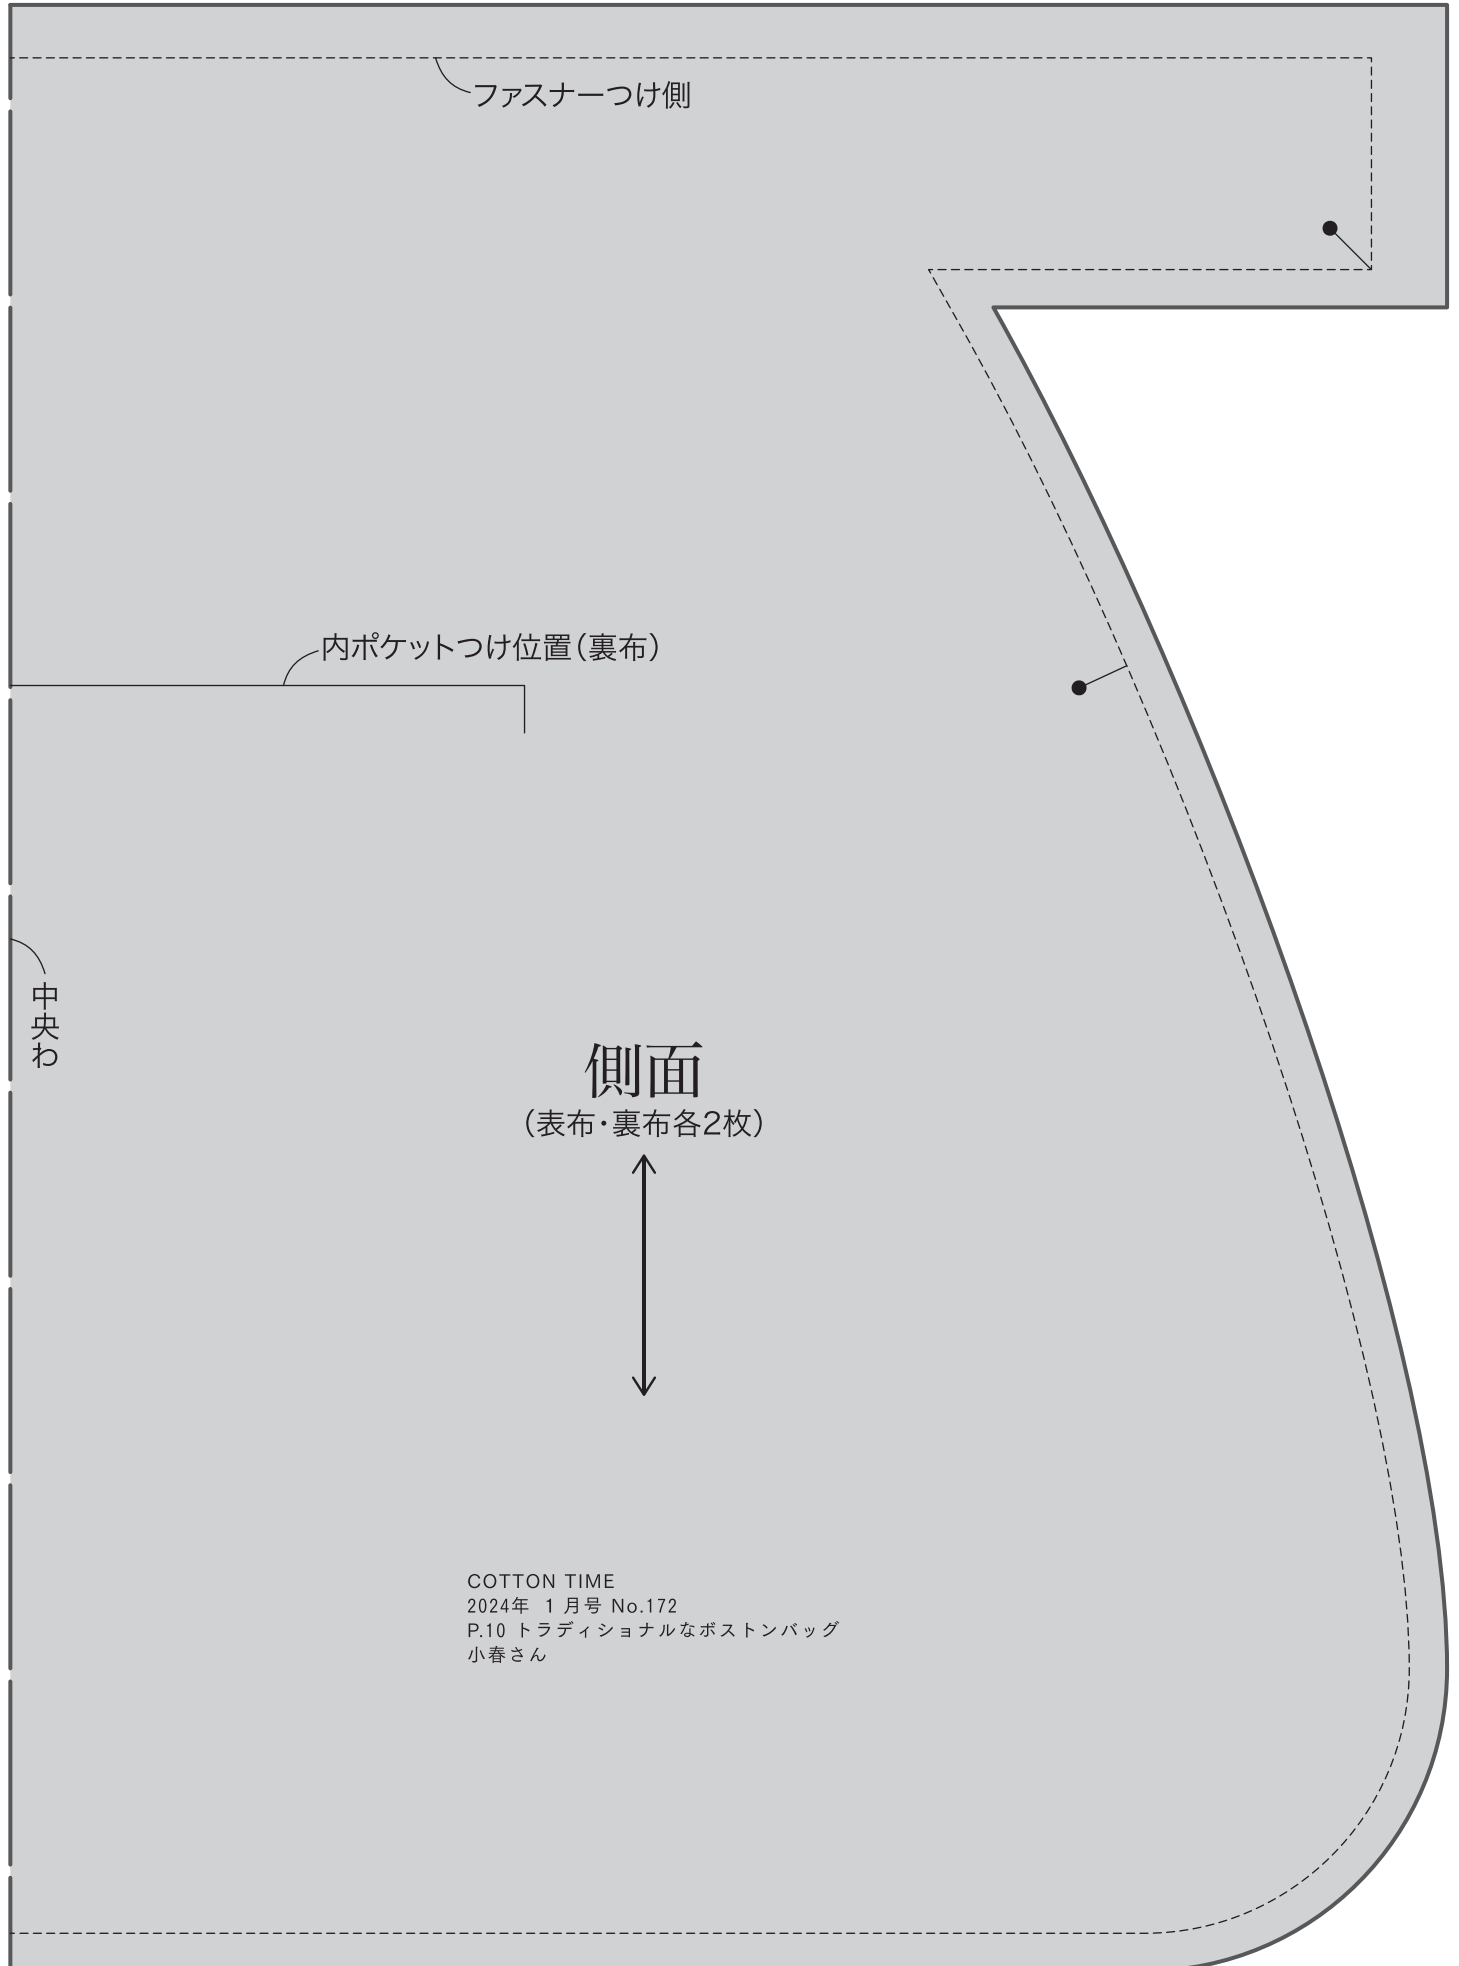 ファスナーつけ側
内ポケットつけ位置(裏布)
中央わ
側面
(表布・裏布各2枚)
COTTON TIME
2024年 1月号 No.172
P.10 トラディショナルなボストンバッグ
小春さん